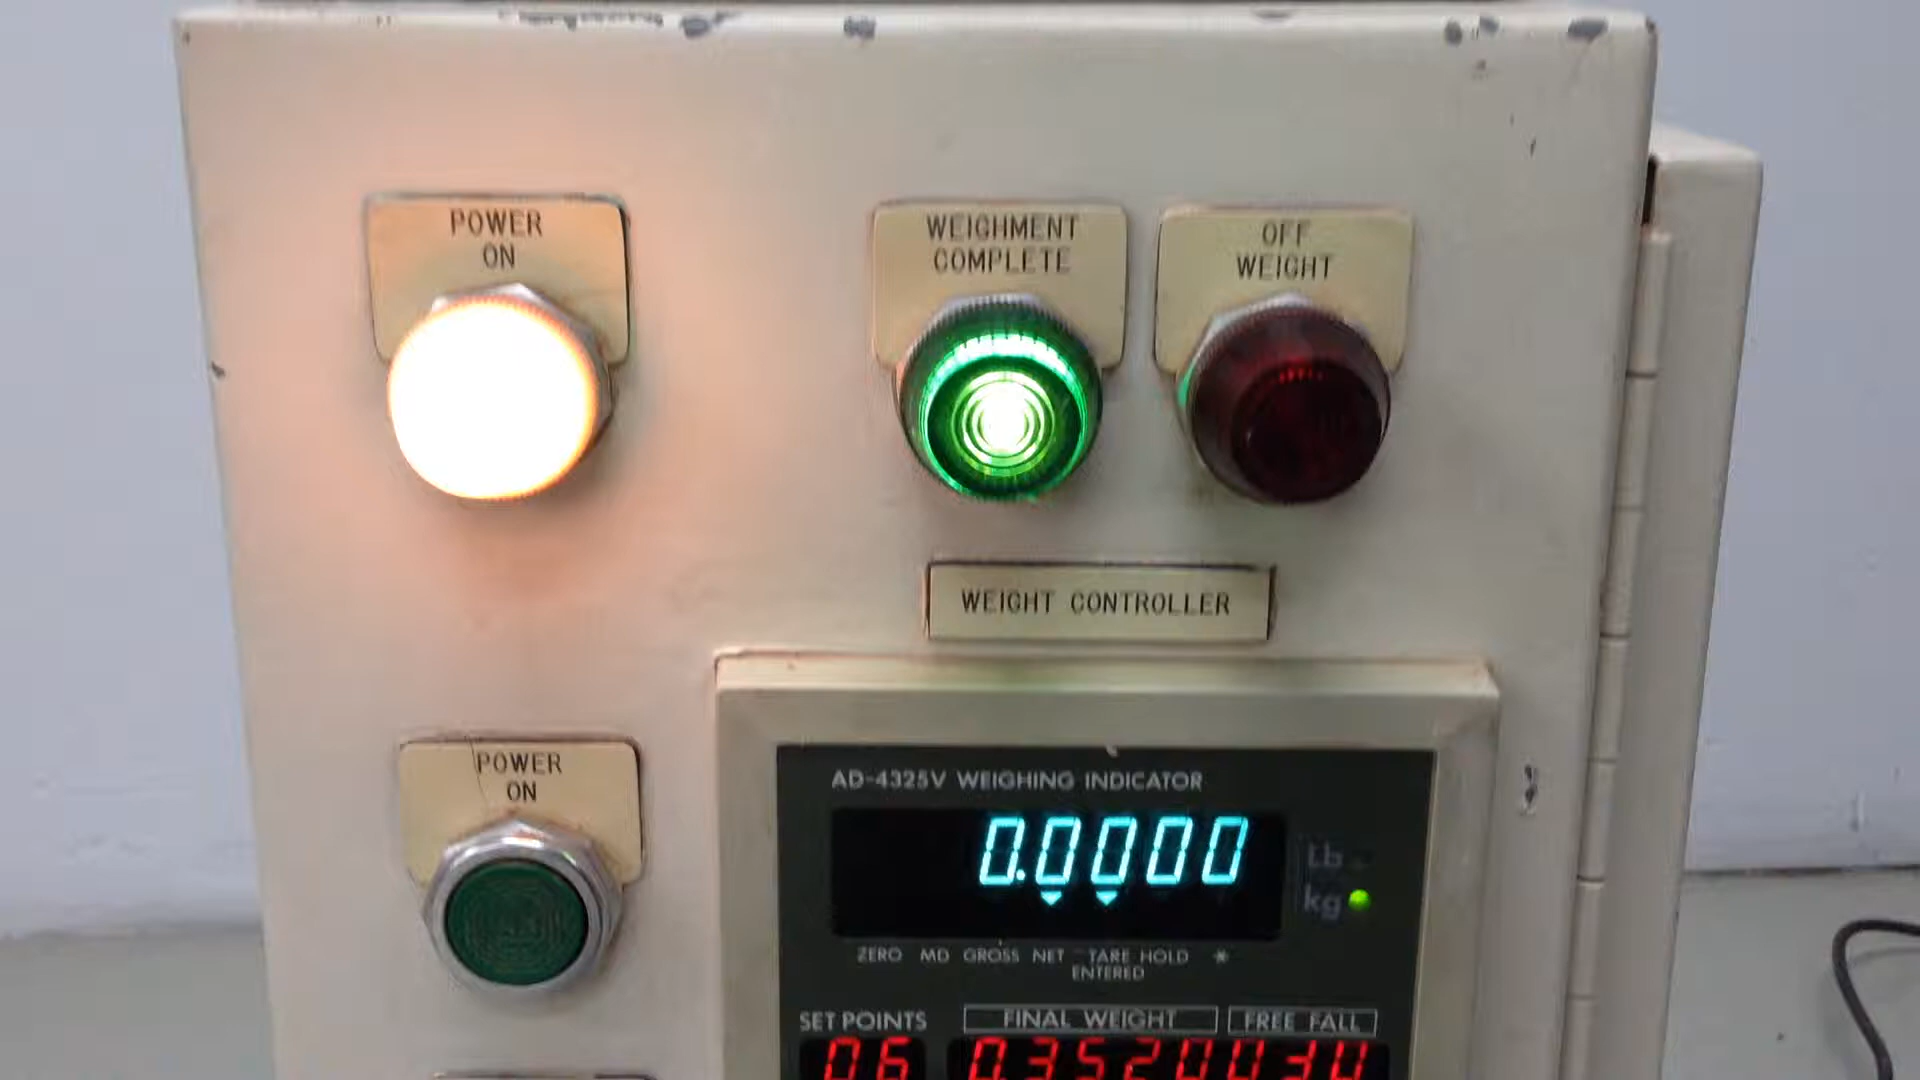 POWER
ON
WEIGHMENT
COMPLETE
OFF
WEIGHT
WEIGHT CONTROLLER
POWER
ON
AD-4325V WEIGHING INDICATOR
0.0000
lb
kg
ZERO MD GROSS NET TARE HOLD *
ENTERED
SET POINTS FINAL WEIGHT FREE FALL
06